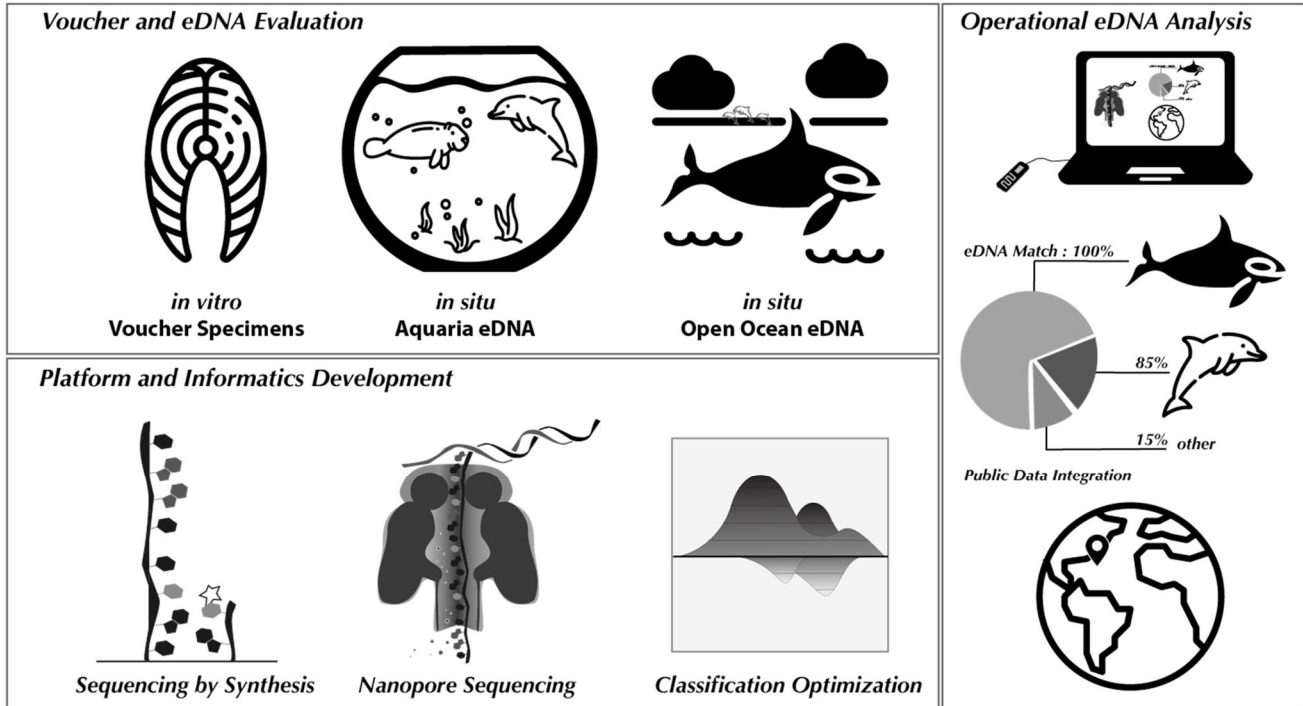 Voucher and eDNA Evaluation
in vitro
Voucher Specimens
in situ
Aquaria eDNA
in situ
Open Ocean eDNA
Platform and Informatics Development
Sequencing by Synthesis
Nanopore Sequencing
Classification Optimization
Operational eDNA Analysis
eDNA Match : 100%
85%
15% other
Public Data Integration